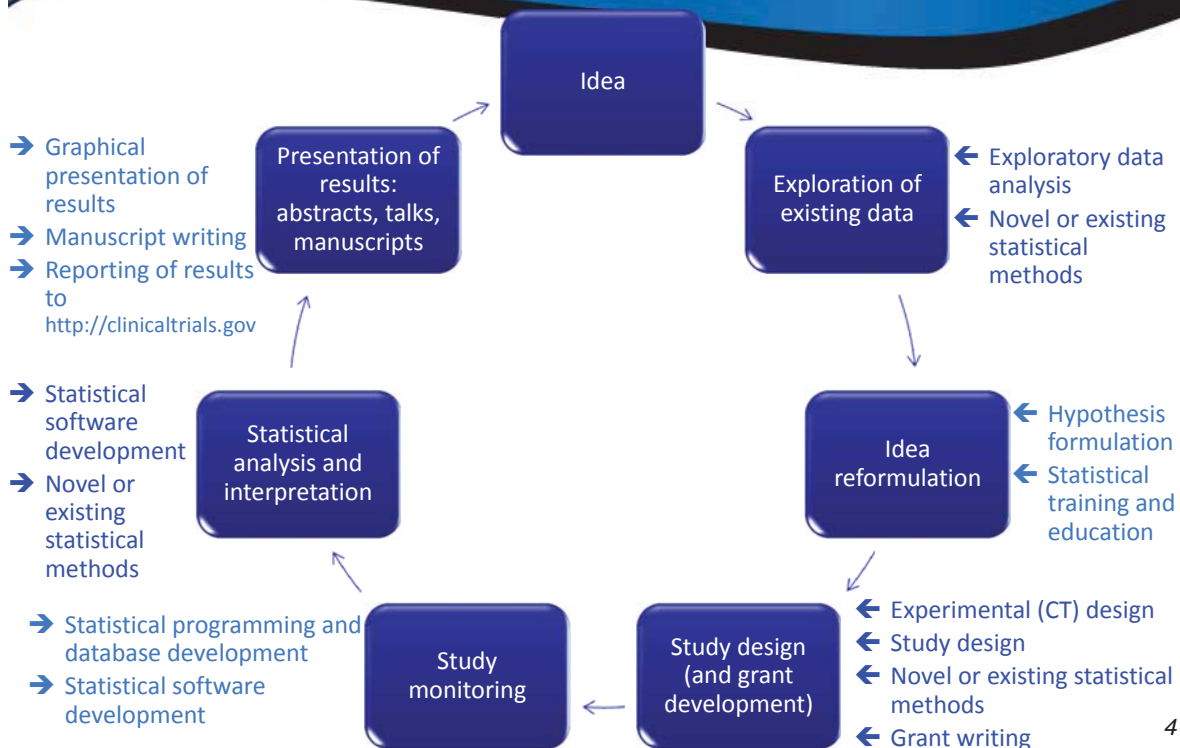 Idea
Exploration of
existing data
Exploratory data
analysis
Novel or existing
statistical
methods
Idea
reformulation
Hypothesis
formulation
Statistical
training and
education
Study design
(and grant
development)
Experimental (CT) design
Study design
Novel or existing statistical
methods
Grant writing
Study
monitoring
Statistical programming and
database development
Statistical software
development
Statistical
analysis and
interpretation
Statistical
software
development
Novel or
existing
statistical
methods
Presentation of
results:
abstracts, talks,
manuscripts
Graphical
presentation of
results
Manuscript writing
Reporting of results
to
http://clinicaltrials.gov
4